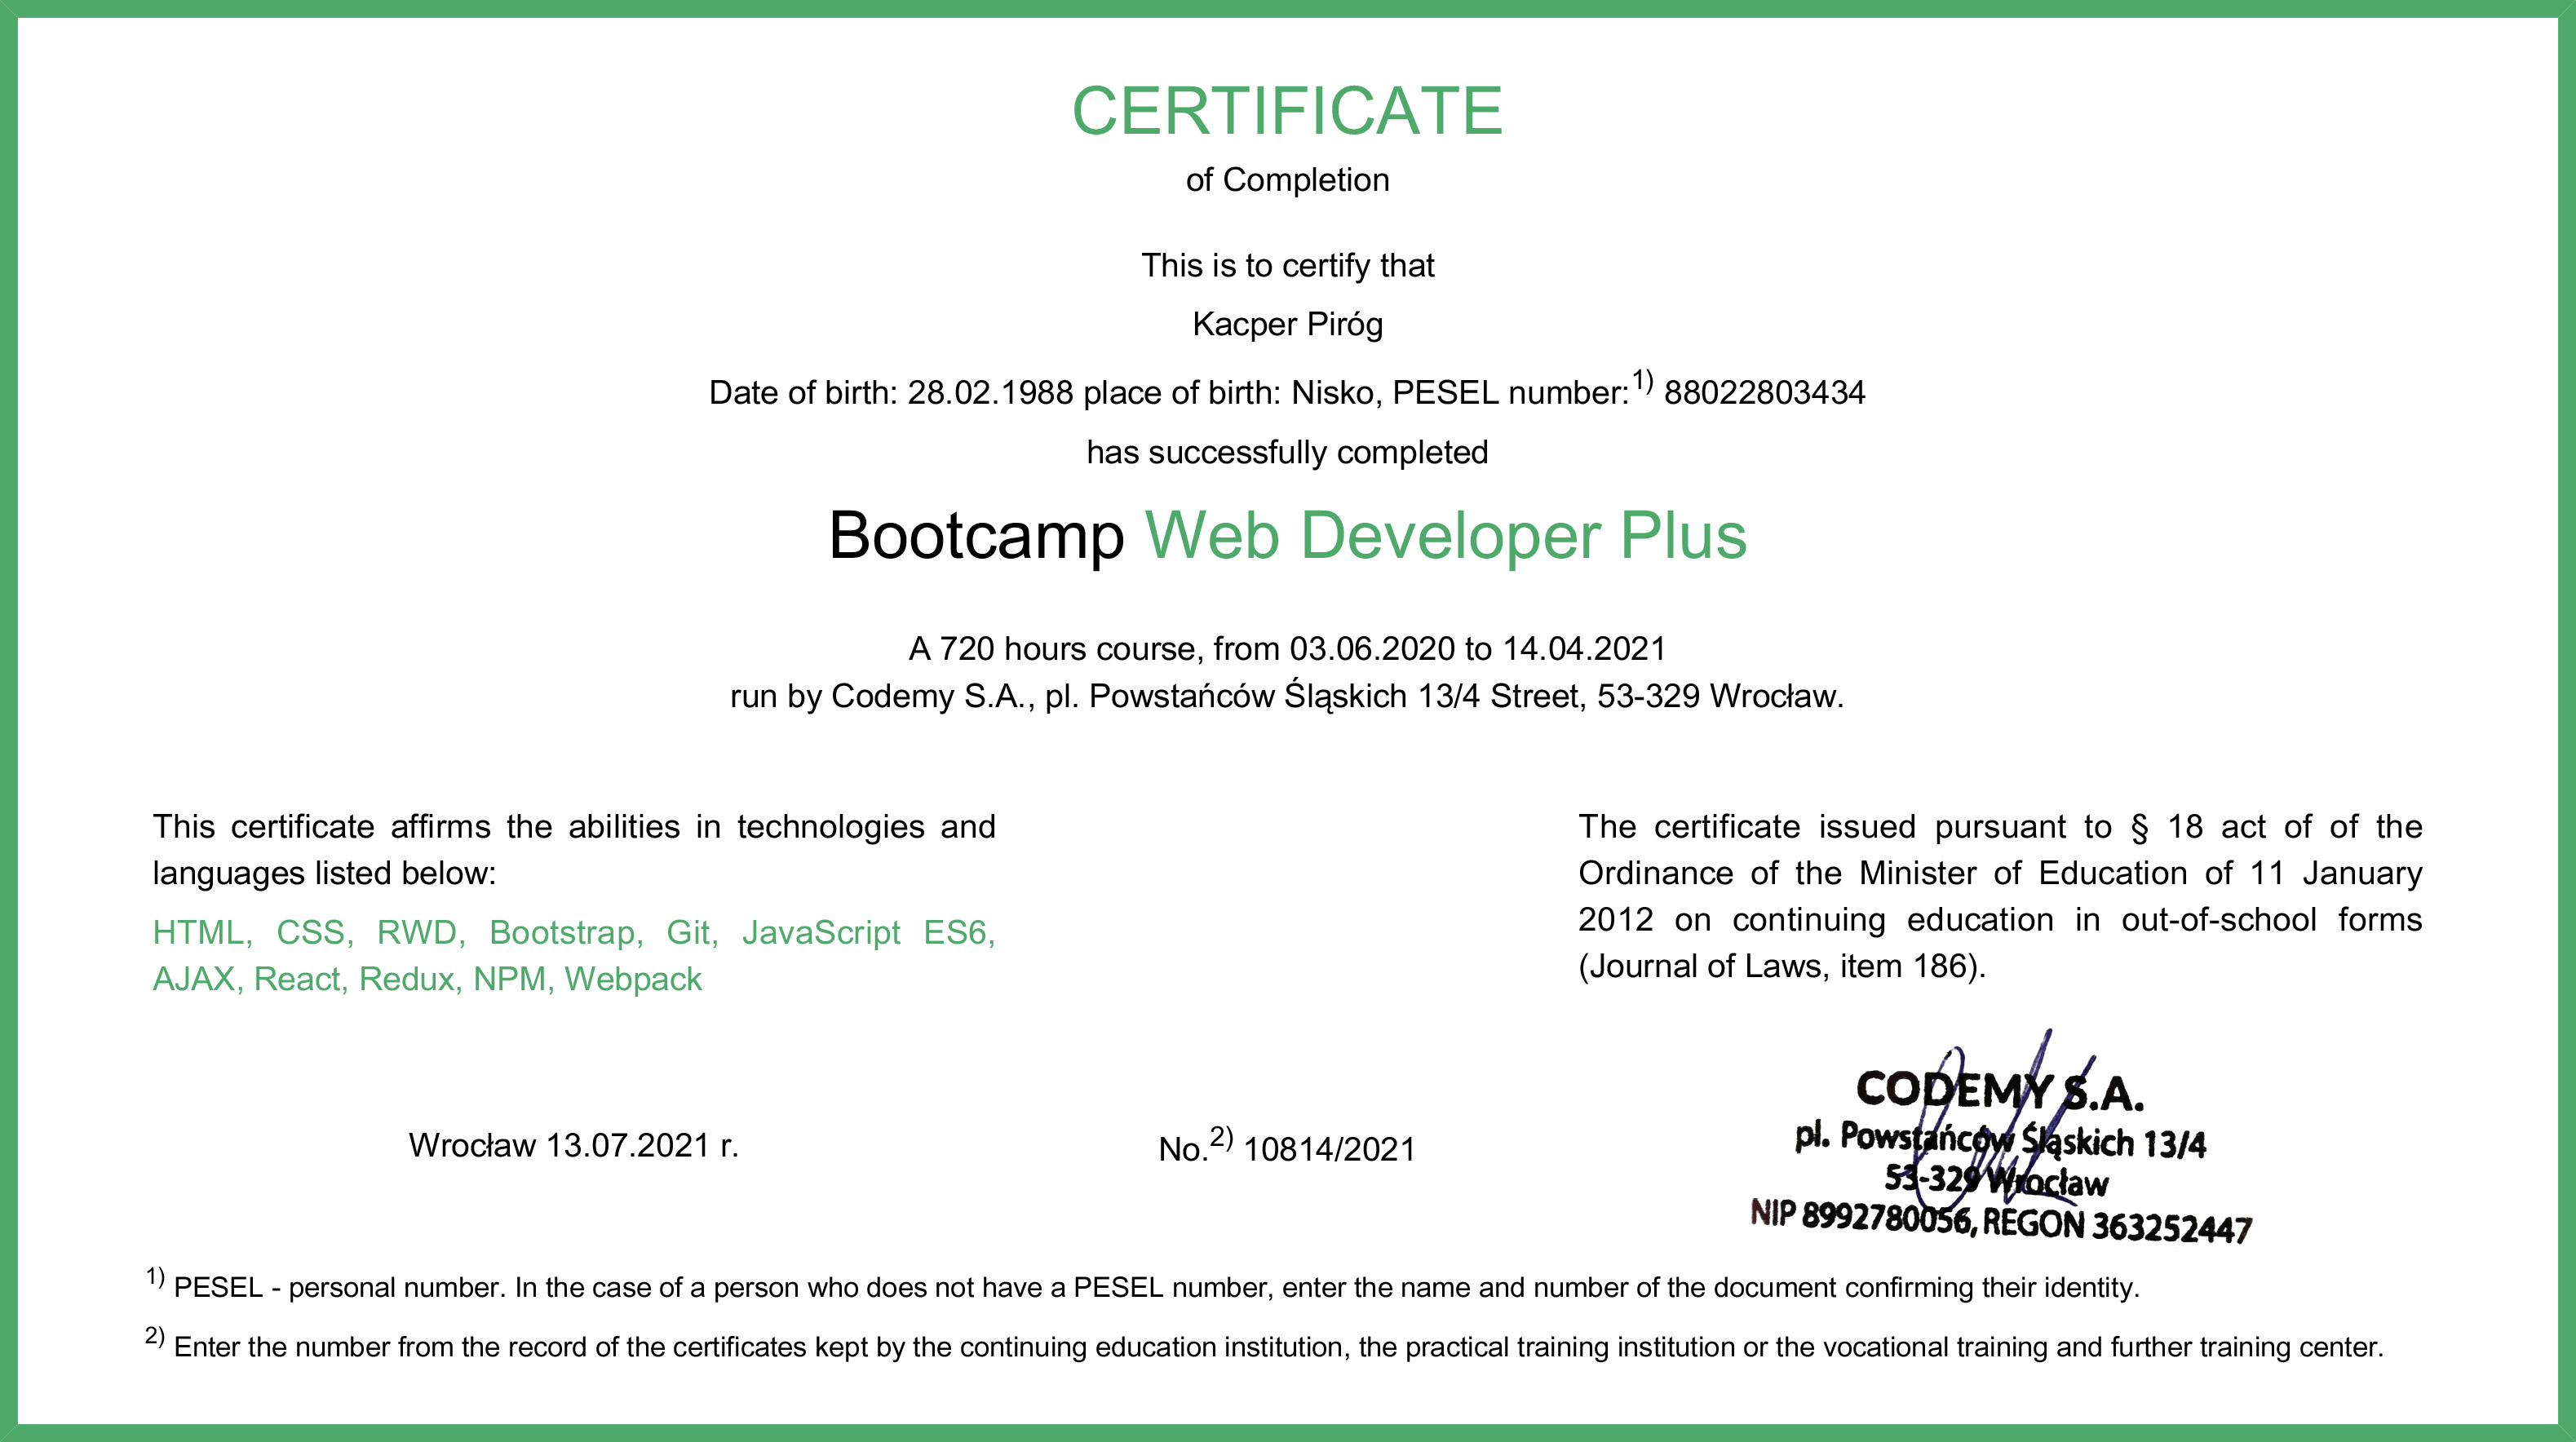 CERTIFICATE
of Completion
This is to certify that
Kacper Piróg
Date of birth: 28.02.1988 place of birth: Nisko, PESEL number:1) 88022803434
has successfully completed
Bootcamp Web Developer Plus
A 720 hours course, from 03.06.2020 to 14.04.2021
run by Codemy S.A., pl. Powstańców Śląskich 13/4 Street, 53-329 Wrocław.
This certificate affirms the abilities in technologies and
languages listed below:
HTML, CSS, RWD, Bootstrap, Git, JavaScript ES6,
AJAX, React, Redux, NPM, Webpack
The certificate issued pursuant to § 18 act of of the
Ordinance of the Minister of Education of 11 January
2012 on continuing education in out-of-school forms
(Journal of Laws, item 186).
Wrocław 13.07.2021 r.
No.2) 10814/2021
CODEMY S.A.
pl. Powstańców Śląskich 13/4
53-329 Wrocław
NIP 8992780056, REGON 363252447
1) PESEL - personal number. In the case of a person who does not have a PESEL number, enter the name and number of the document confirming their identity.
2) Enter the number from the record of the certificates kept by the continuing education institution, the practical training institution or the vocational training and further training center.